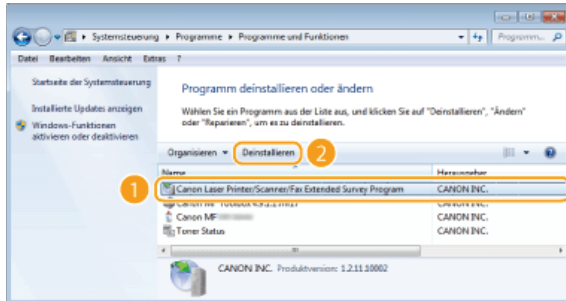 Systemsteuerung ▸ Programme ▸ Programme und Funktionen
Programm...
Datei Bearbeiten Ansicht Extras ?
Startseite der Systemsteuerung
Installierte Updates anzeigen
Windows-Funktionen
aktivieren oder deaktivieren
Programm deinstallieren oder ändern
Wählen Sie ein Programm aus der Liste aus, und klicken Sie auf "Deinstallieren", "Ändern"
oder "Reparieren", um es zu deinstallieren.
Organisieren Deinstallieren 2
Name Herausgeber
1 Canon Laser Printer/Scanner/Fax Extended Survey Program CANON INC.
Canon MF Toolbox CANON INC.
Canon MF CANON INC.
Toner Status CANON INC.
CANON INC. Produktversion: 1.2.11.10002